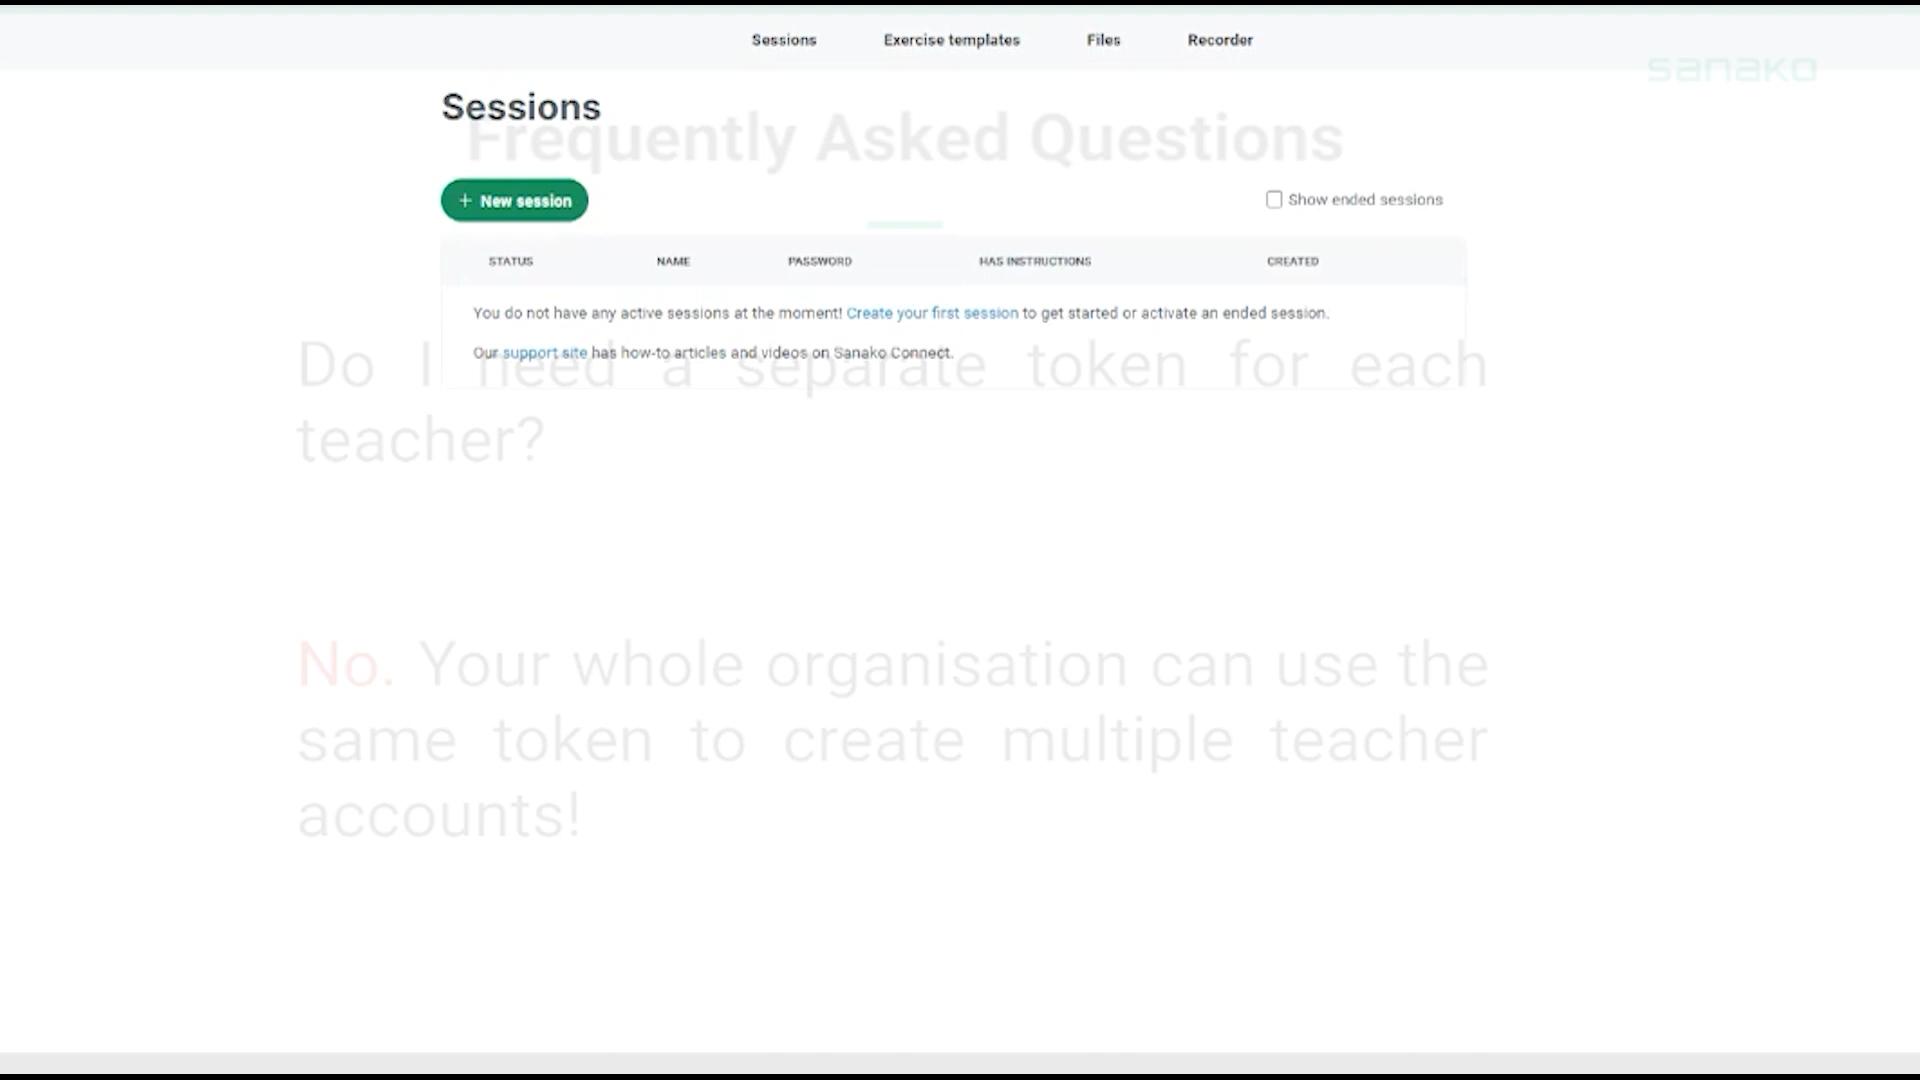 Sessions Exercise templates Files Recorder
sanako
Sessions
Frequently Asked Questions
+ New session
Show ended sessions
STATUS NAME PASSWORD HAS INSTRUCTIONS CREATED
You do not have any active sessions at the moment! Create your first session to get started or activate an ended session.
Our support site has how-to articles and videos on Sanako Connect.
Do I need a separate token for each
teacher?
No. Your whole organisation can use the
same token to create multiple teacher
accounts!